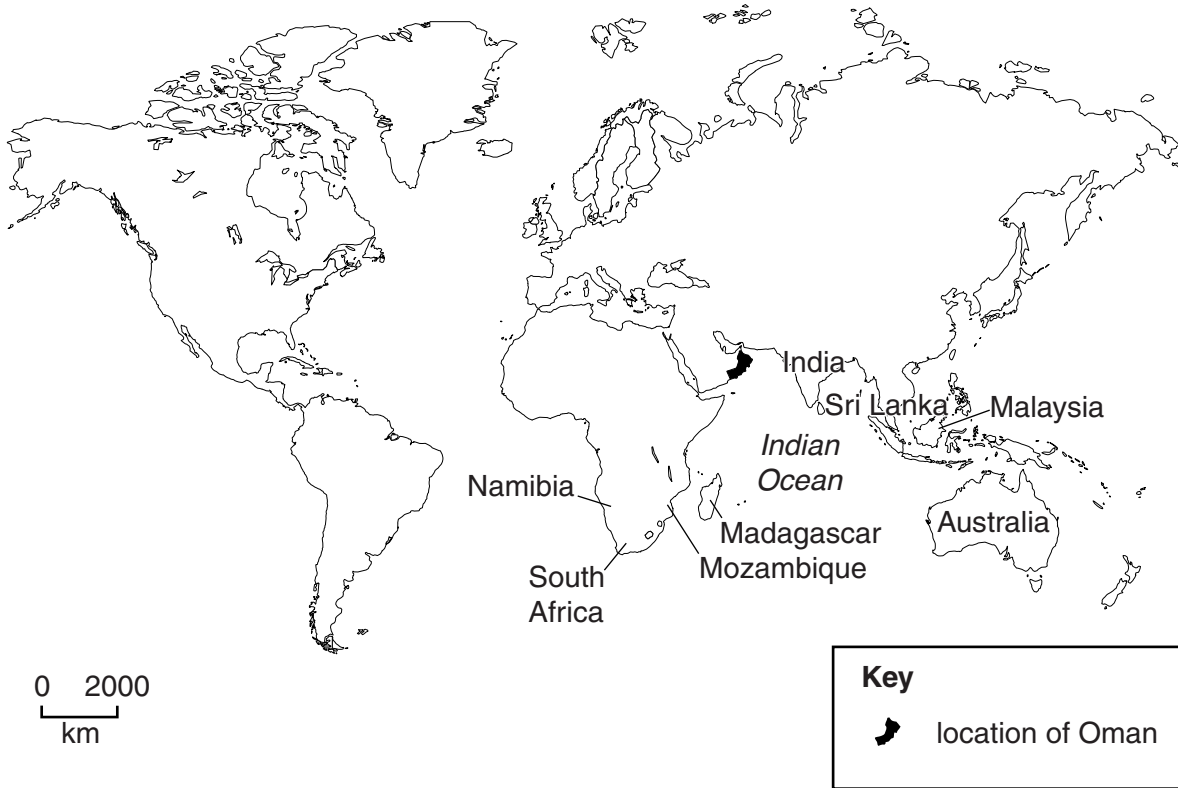 India
Sri Lanka
Malaysia
Indian
Ocean
Namibia
Australia
Madagascar
Mozambique
South
Africa
0 2000
km
Key
location of Oman